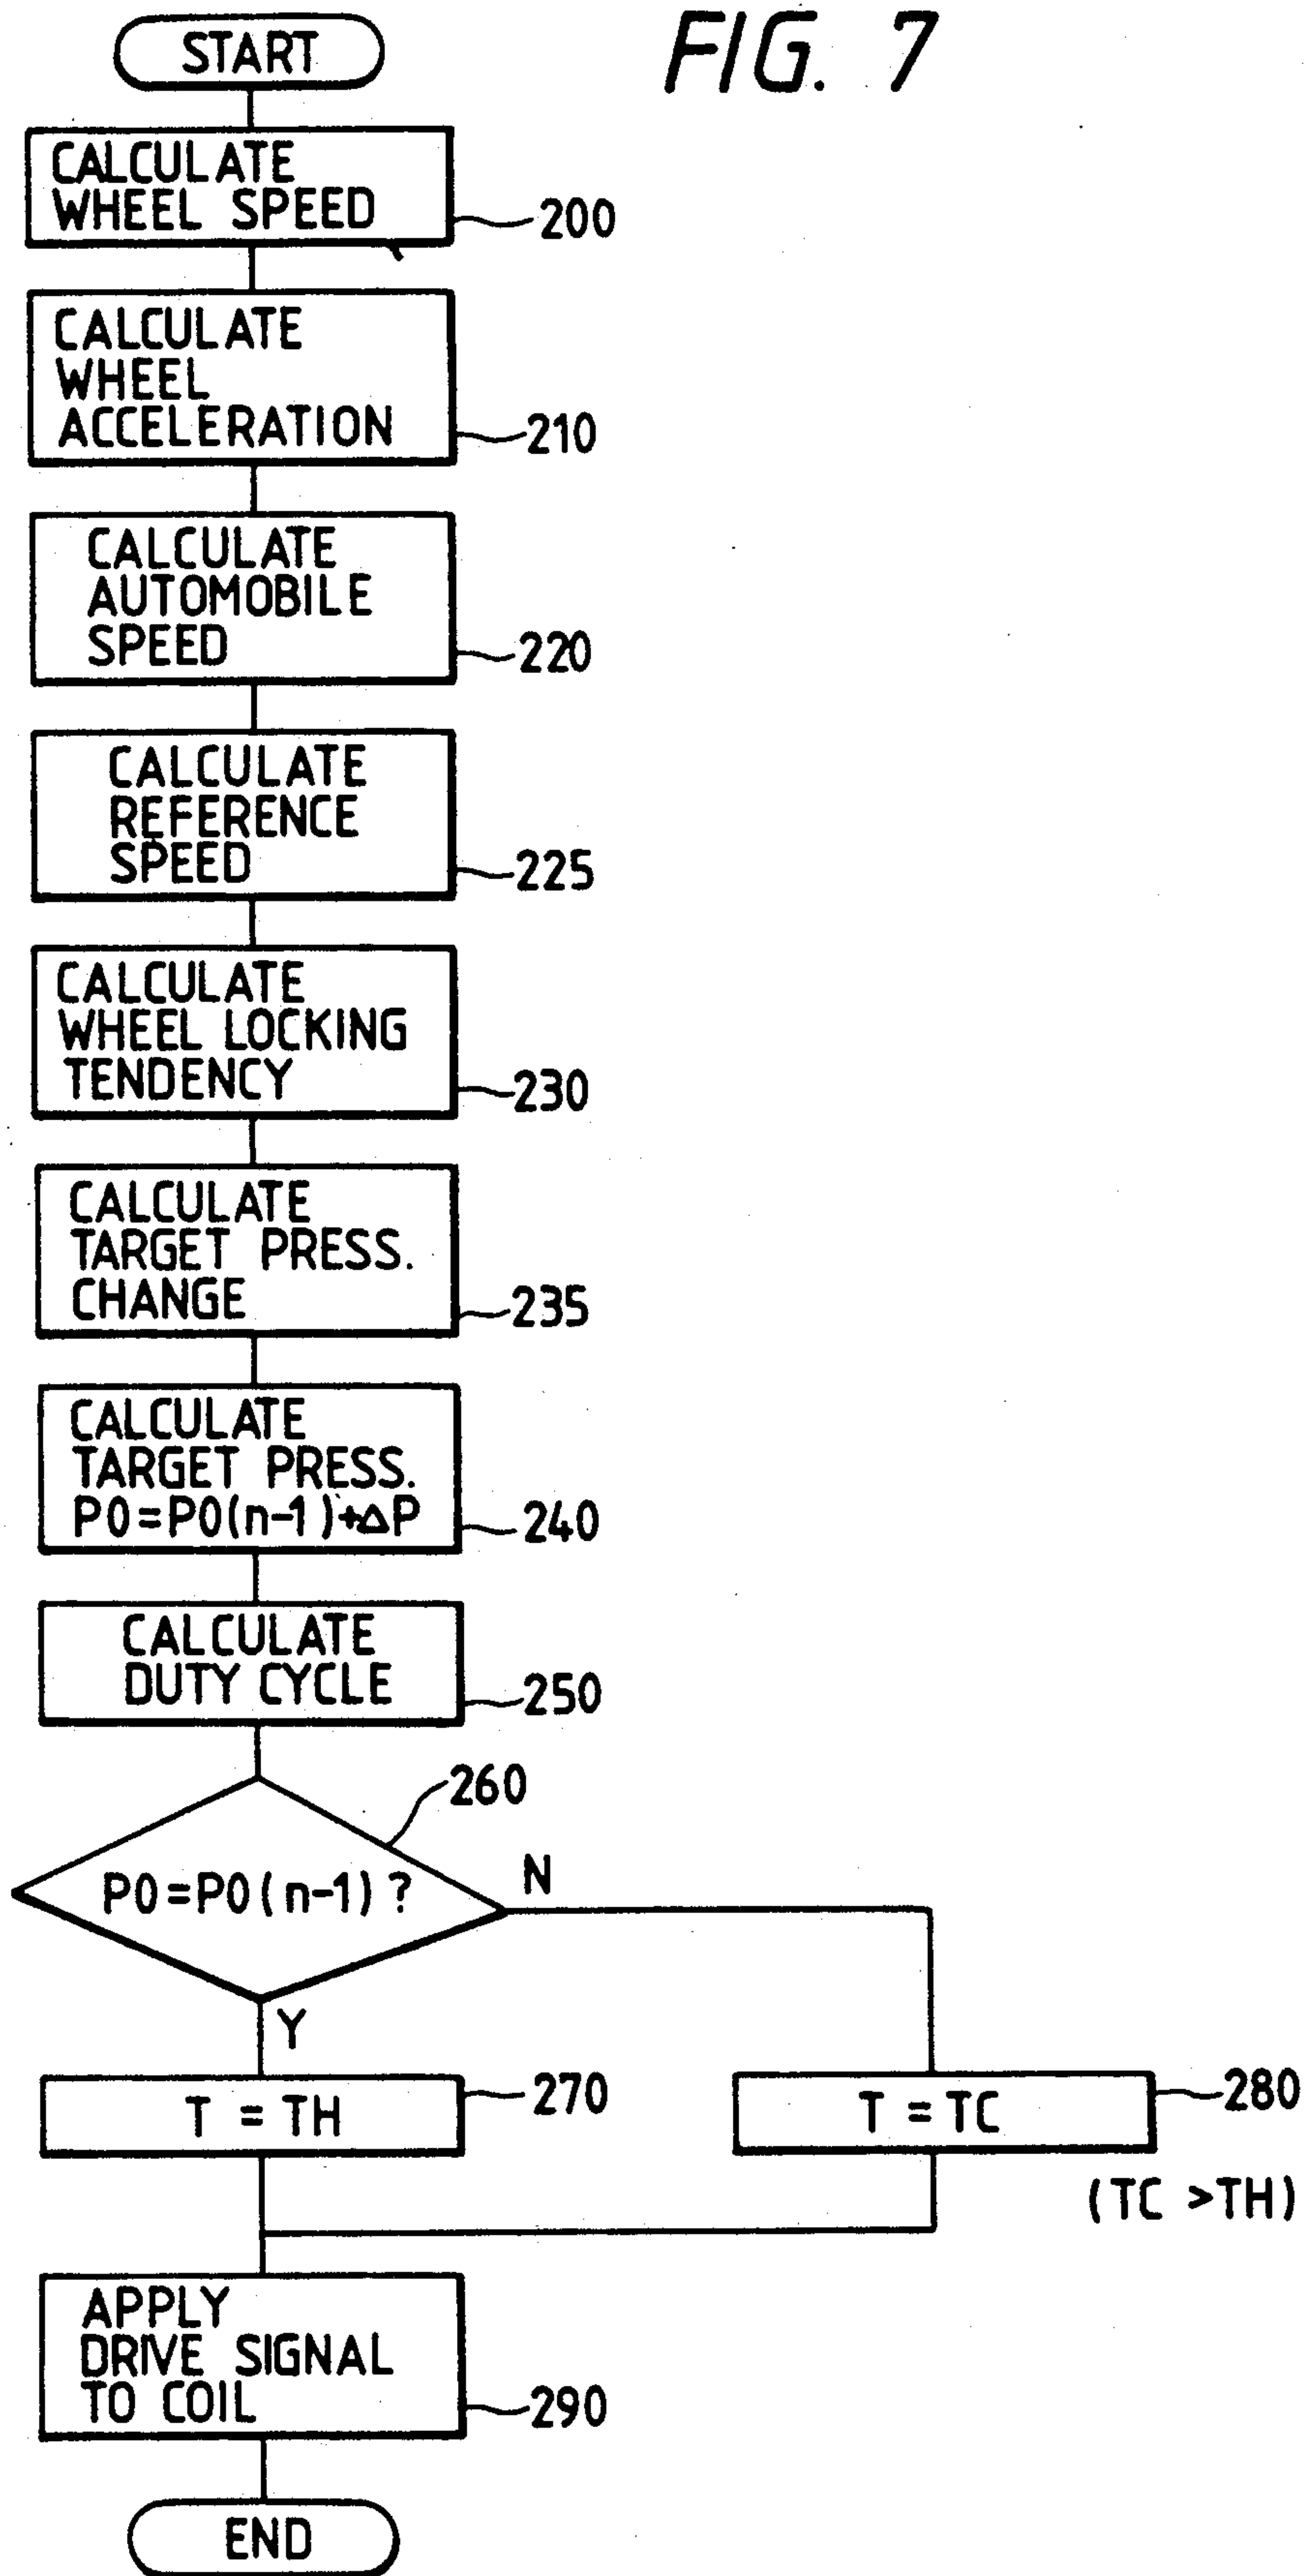 FIG. 7
START
CALCULATE
WHEEL SPEED
200
CALCULATE
WHEEL
ACCELERATION
210
CALCULATE
AUTOMOBILE
SPEED
220
CALCULATE
REFERENCE
SPEED
225
CALCULATE
WHEEL LOCKING
TENDENCY
230
CALCULATE
TARGET PRESS.
CHANGE
235
CALCULATE
TARGET PRESS.
P0=P0(n-1)+ΔP
240
CALCULATE
DUTY CYCLE
250
260
P0=P0(n-1)?
N
Y
T = TH
270
T = TC
280
(TC >TH)
APPLY
DRIVE SIGNAL
TO COIL
290
END